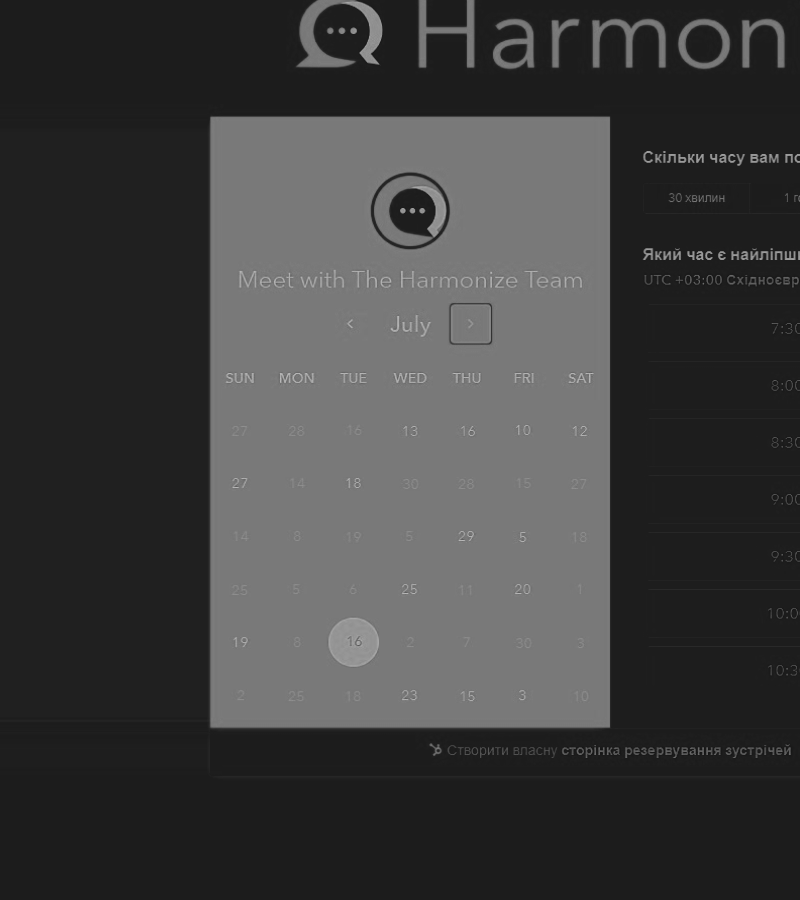 Harmon
Meet with The Harmonize Team
< July >
SUN MON TUE WED THU FRI SAT
27 28 16 13 16 10 12
27 14 18 30 28 15 27
14 8 19 5 29 5 18
25 5 6 25 11 20 1
19 8 16 2 7 30 3
2 25 18 23 15 3 10
Скільки часу вам по
30 хвилин 1 го
Який час є найліпши
UTC +03:00 Східноєвр
7:30
8:00
8:30
9:00
9:30
10:0
10:3
Створити власну сторінка резервування зустрічей